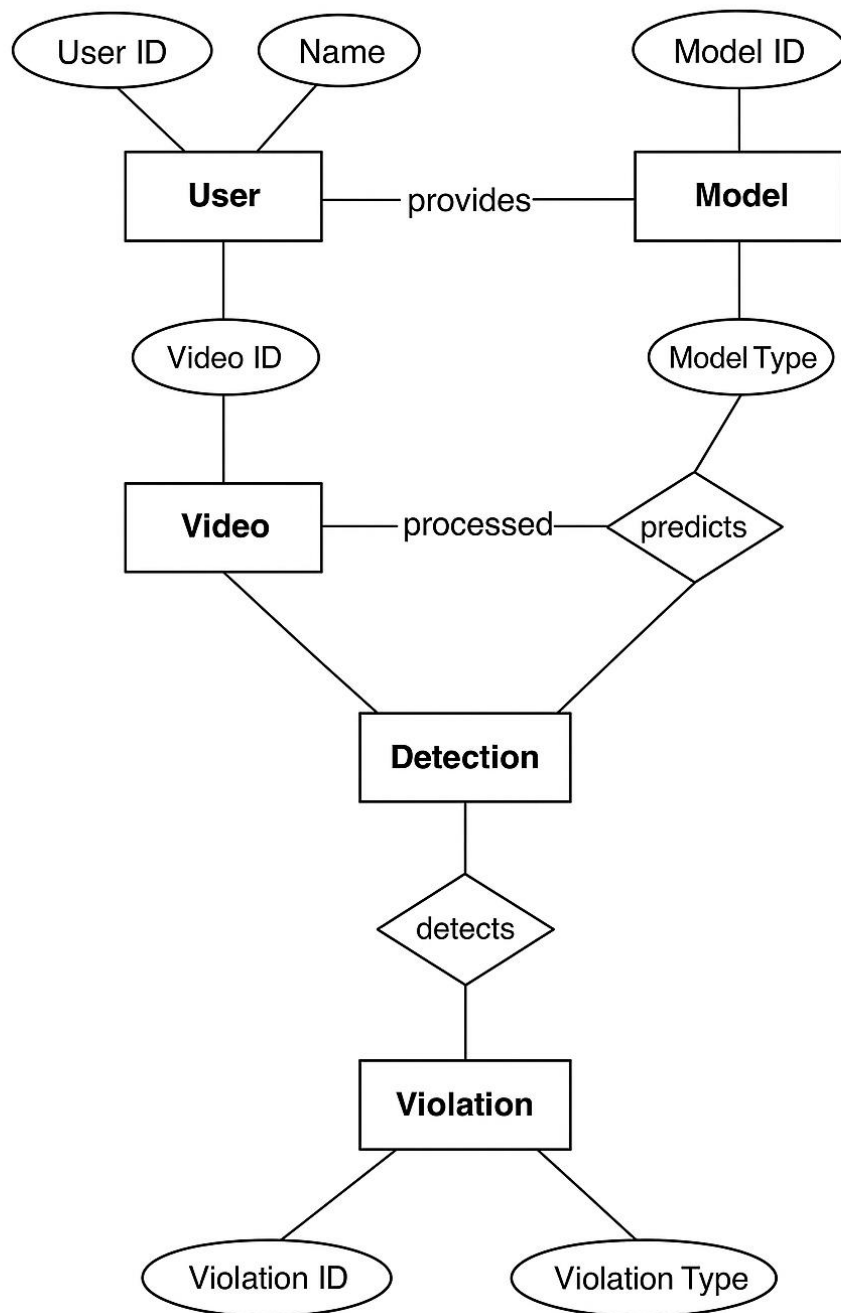 User ID
Name
Model ID
User
provides
Model
Video ID
Model Type
Video
processed
predicts
Detection
detects
Violation
Violation ID
Violation Type